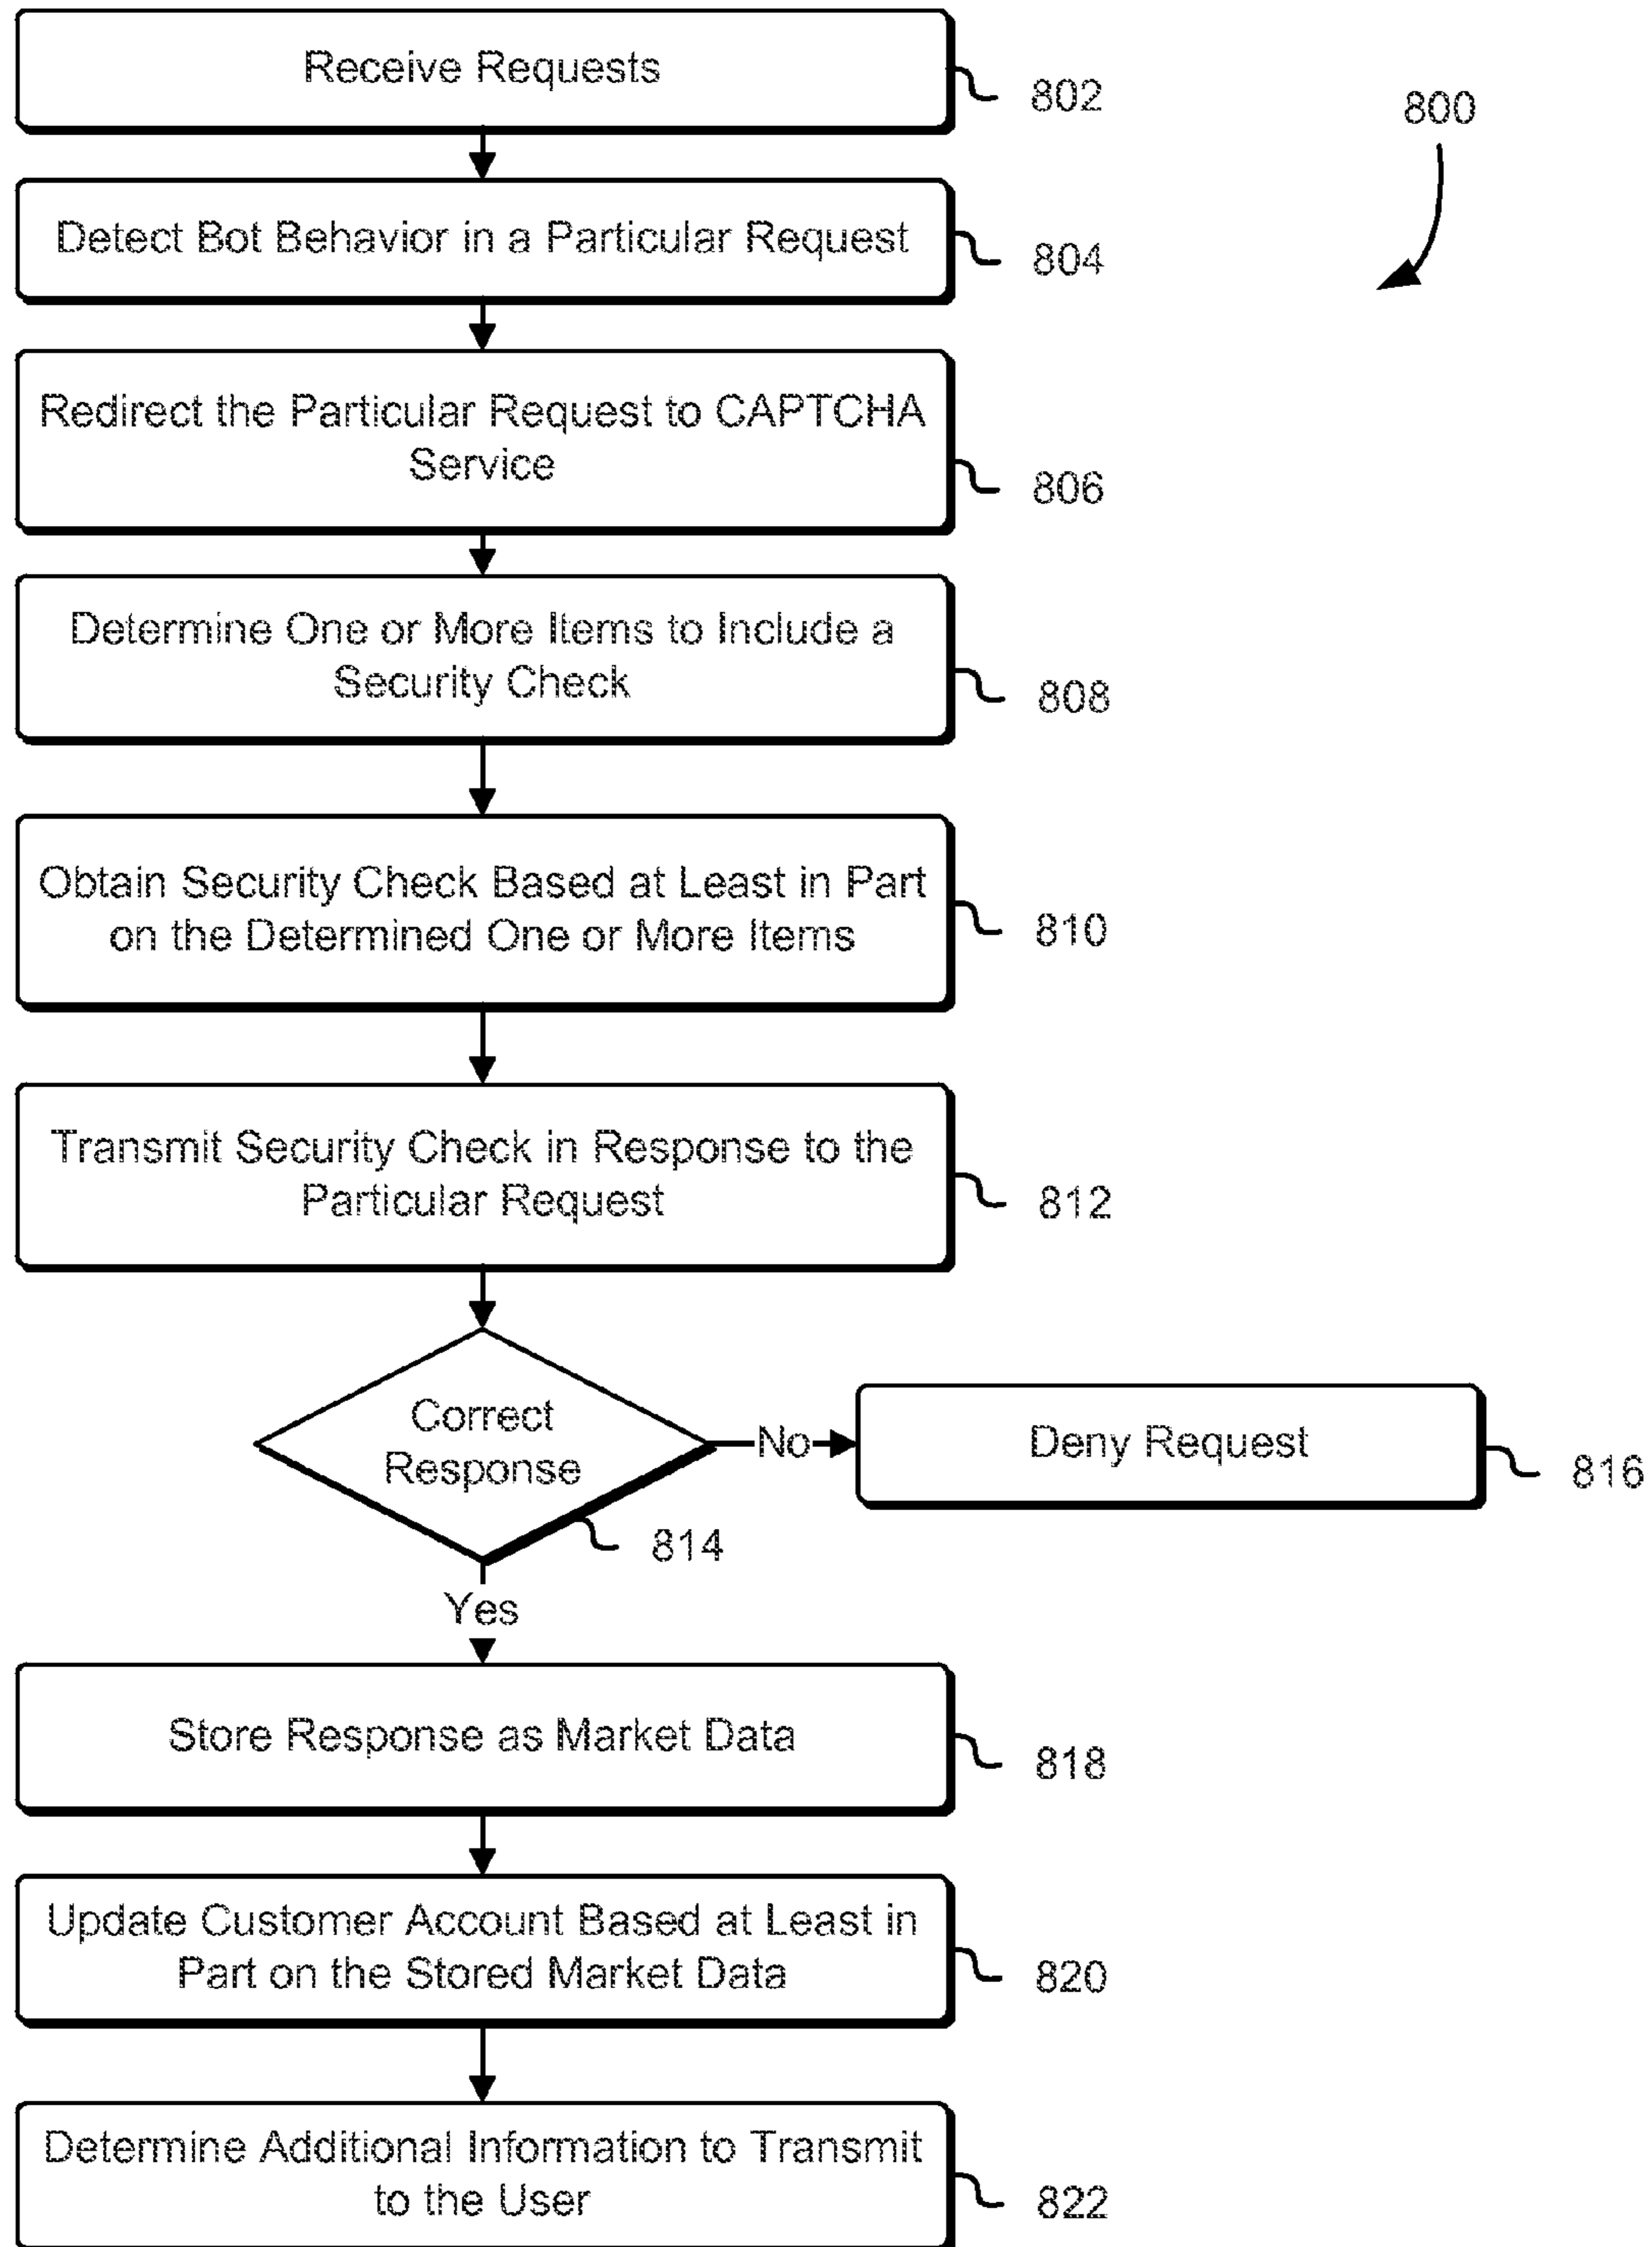 Receive Requests
802
800
Detect Bot Behavior in a Particular Request
804
Redirect the Particular Request to CAPTCHA
Service
806
Determine One or More Items to Include a
Security Check
808
Obtain Security Check Based at Least in Part
on the Determined One or More Items
810
Transmit Security Check in Response to the
Particular Request
812
Correct
Response
814
No
Deny Request
816
Yes
Store Response as Market Data
818
Update Customer Account Based at Least in
Part on the Stored Market Data
820
Determine Additional Information to Transmit
to the User
822